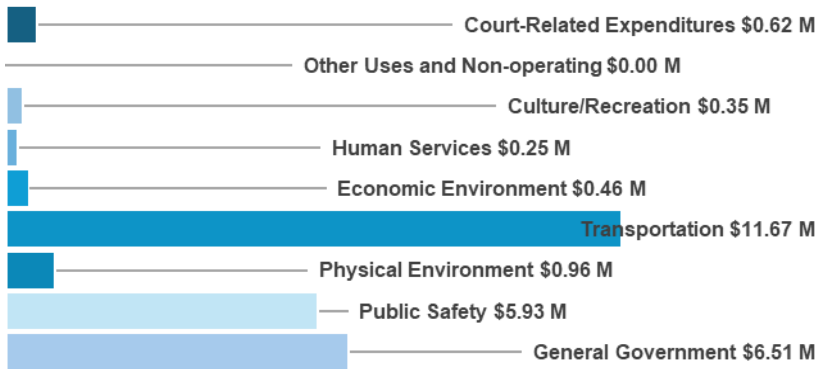 Court-Related Expenditures $0.62 M
Other Uses and Non-operating $0.00 M
Culture/Recreation $0.35 M
Human Services $0.25 M
Economic Environment $0.46 M
Transportation $11.67 M
Physical Environment $0.96 M
Public Safety $5.93 M
General Government $6.51 M